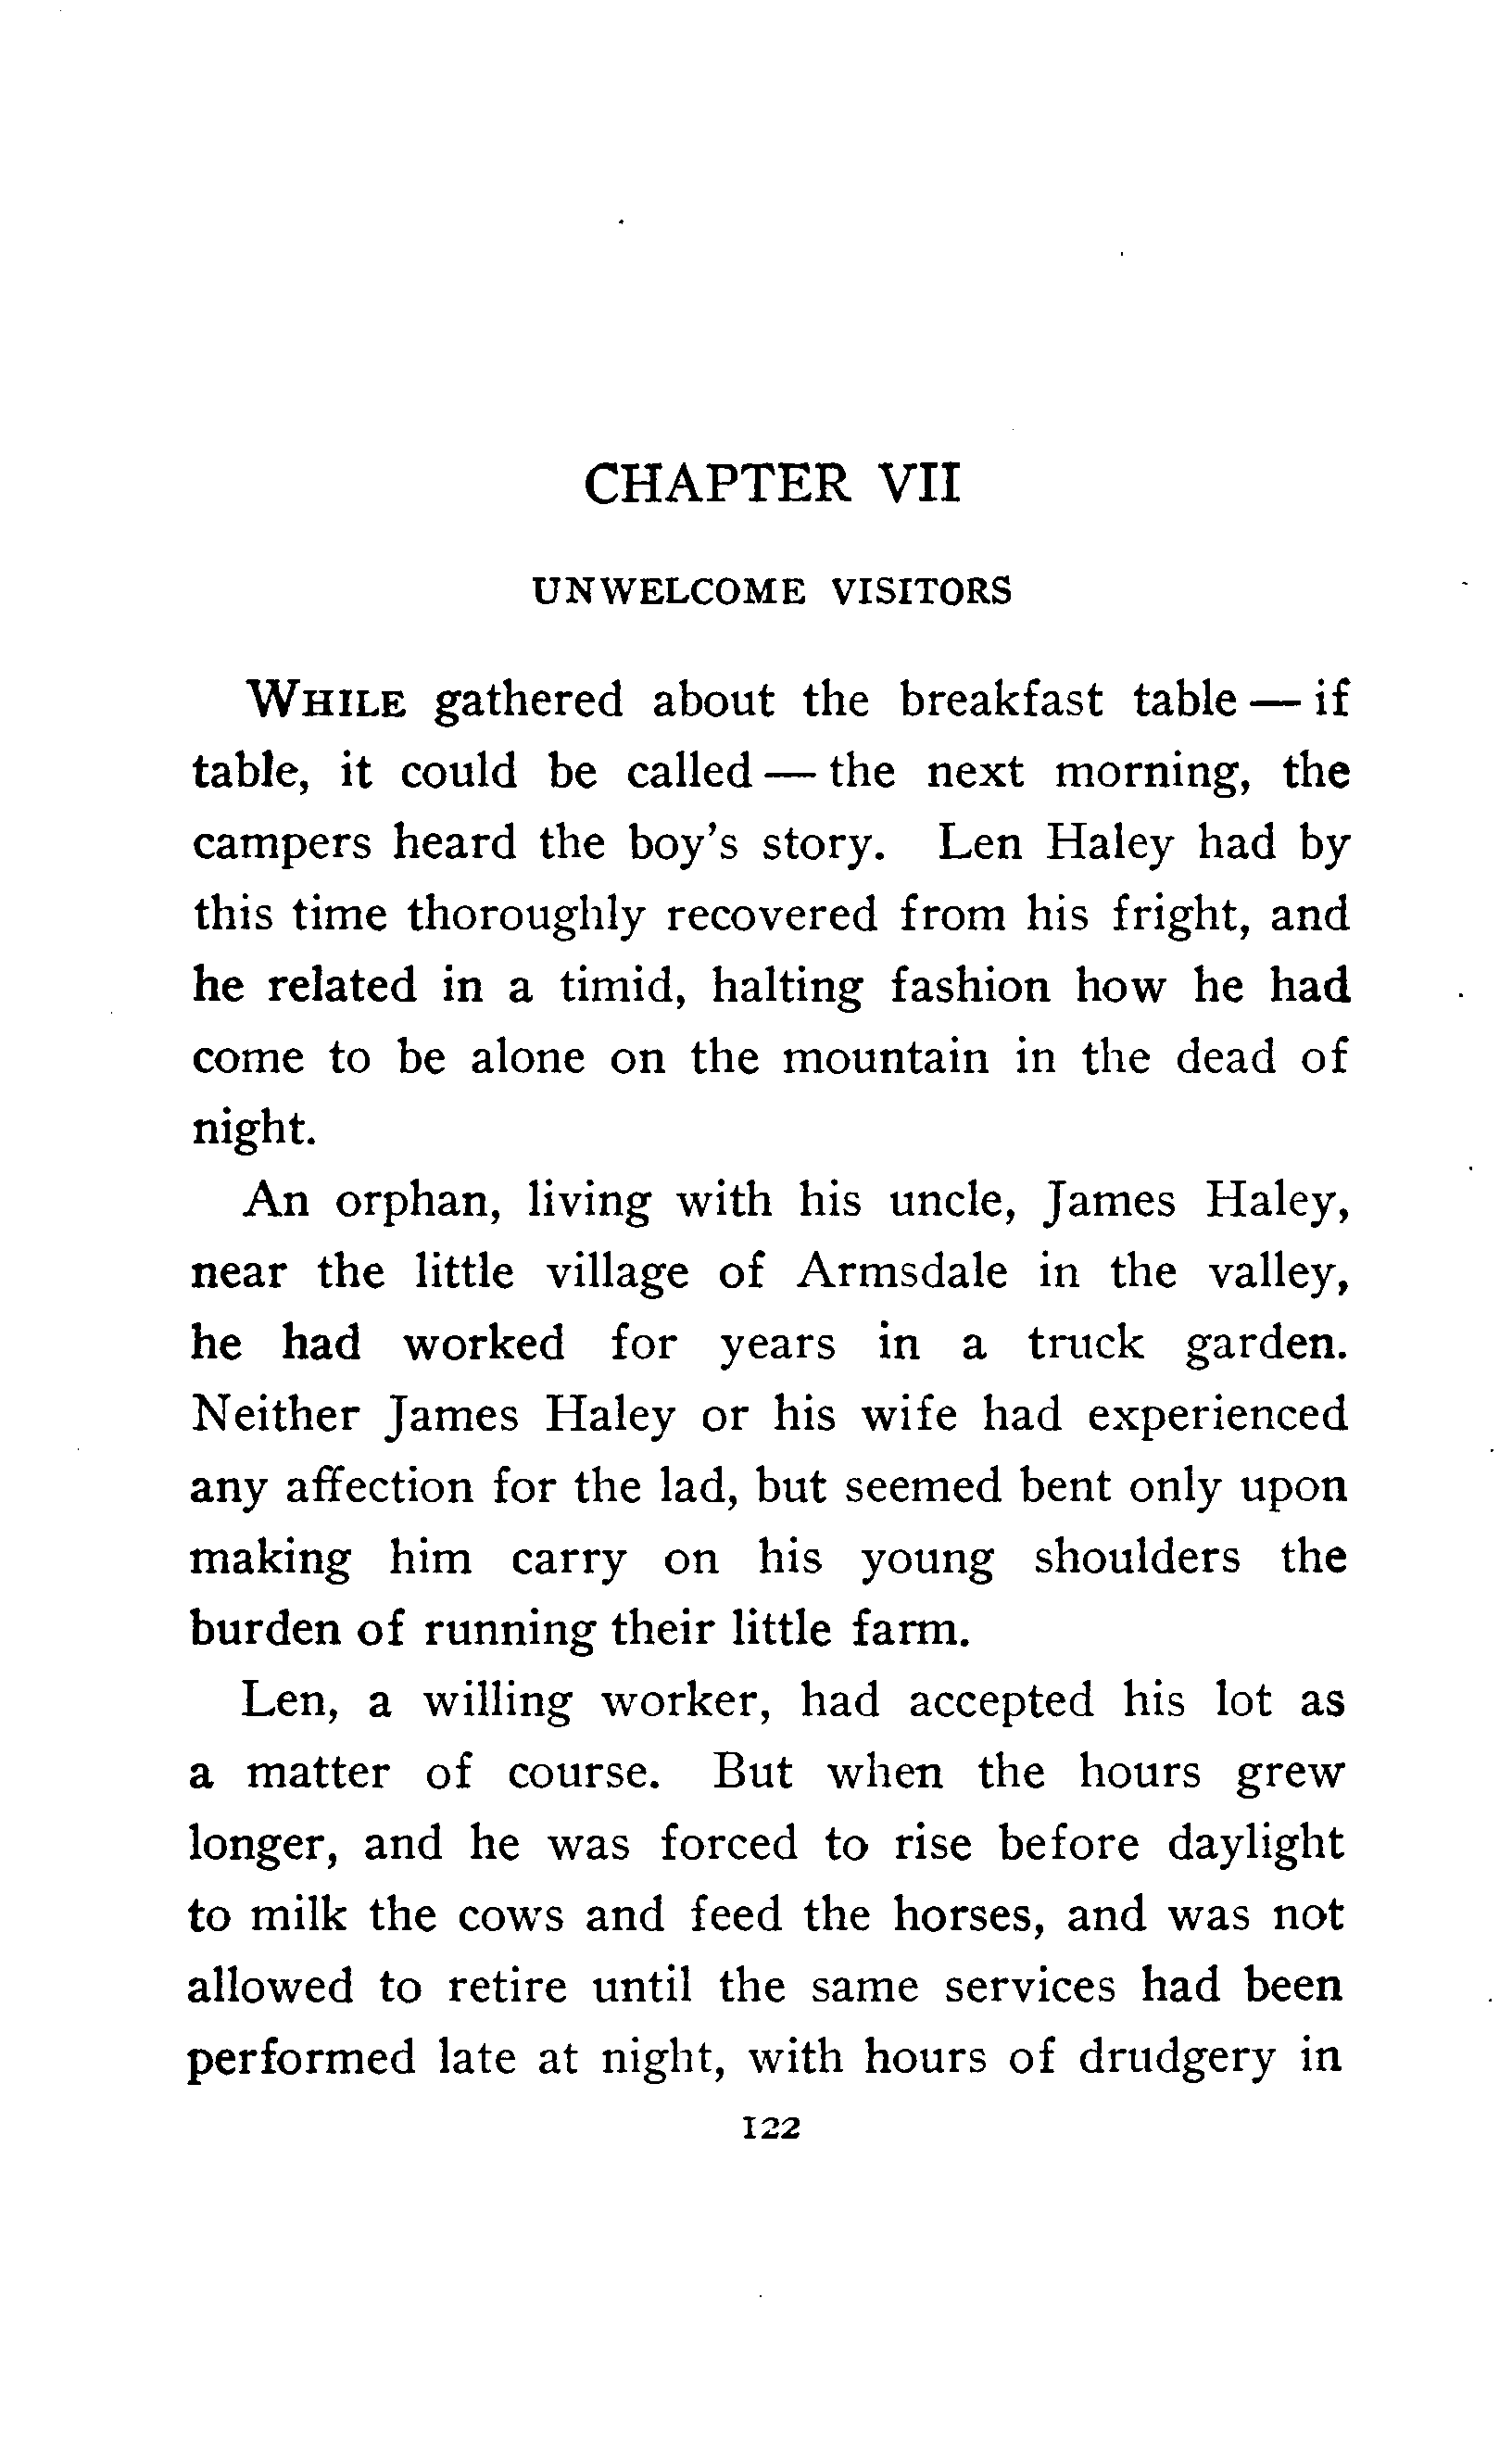 CHAPTER VII
UNWELCOME VISITORS
WHILE gathered about the breakfast table — if
table, it could be called — the next morning, the
campers heard the boy's story. Len Haley had by
this time thoroughly recovered from his fright, and
he related in a timid, halting fashion how he had
come to be alone on the mountain in the dead of
night.
An orphan, living with his uncle, James Haley,
near the little village of Armsdale in the valley,
he had worked for years in a truck garden.
Neither James Haley or his wife had experienced
any affection for the lad, but seemed bent only upon
making him carry on his young shoulders the
burden of running their little farm.
Len, a willing worker, had accepted his lot as
a matter of course. But when the hours grew
longer, and he was forced to rise before daylight
to milk the cows and feed the horses, and was not
allowed to retire until the same services had been
performed late at night, with hours of drudgery in
122